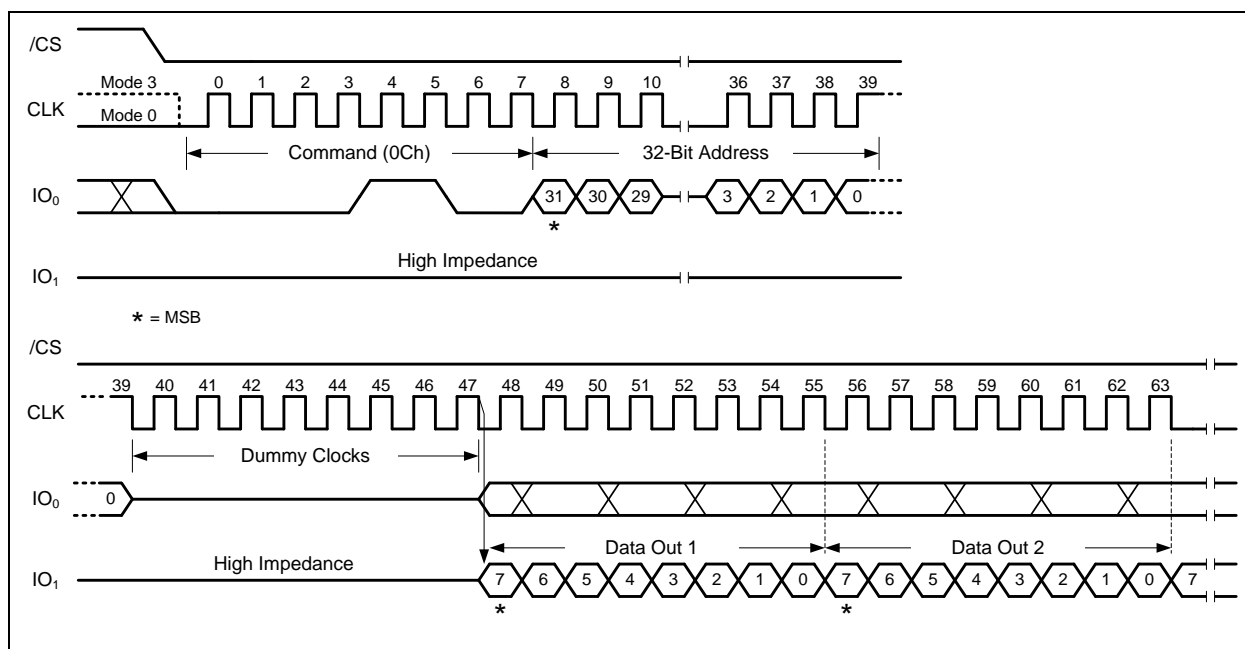 /CS
Mode 3 0 1 2 3 4 5 6 7 8 9 10 36 37 38 39
CLK Mode 0
Command (0Ch) 32-Bit Address
IO₀ 31 30 29 3 2 1 0
*
High Impedance
IO₁
* = MSB
/CS
39 40 41 42 43 44 45 46 47 48 49 50 51 52 53 54 55 56 57 58 59 60 61 62 63
CLK
Dummy Clocks
IO₀ 0
High Impedance Data Out 1 Data Out 2
IO₁ 7 6 5 4 3 2 1 0 7 6 5 4 3 2 1 0 7
* *